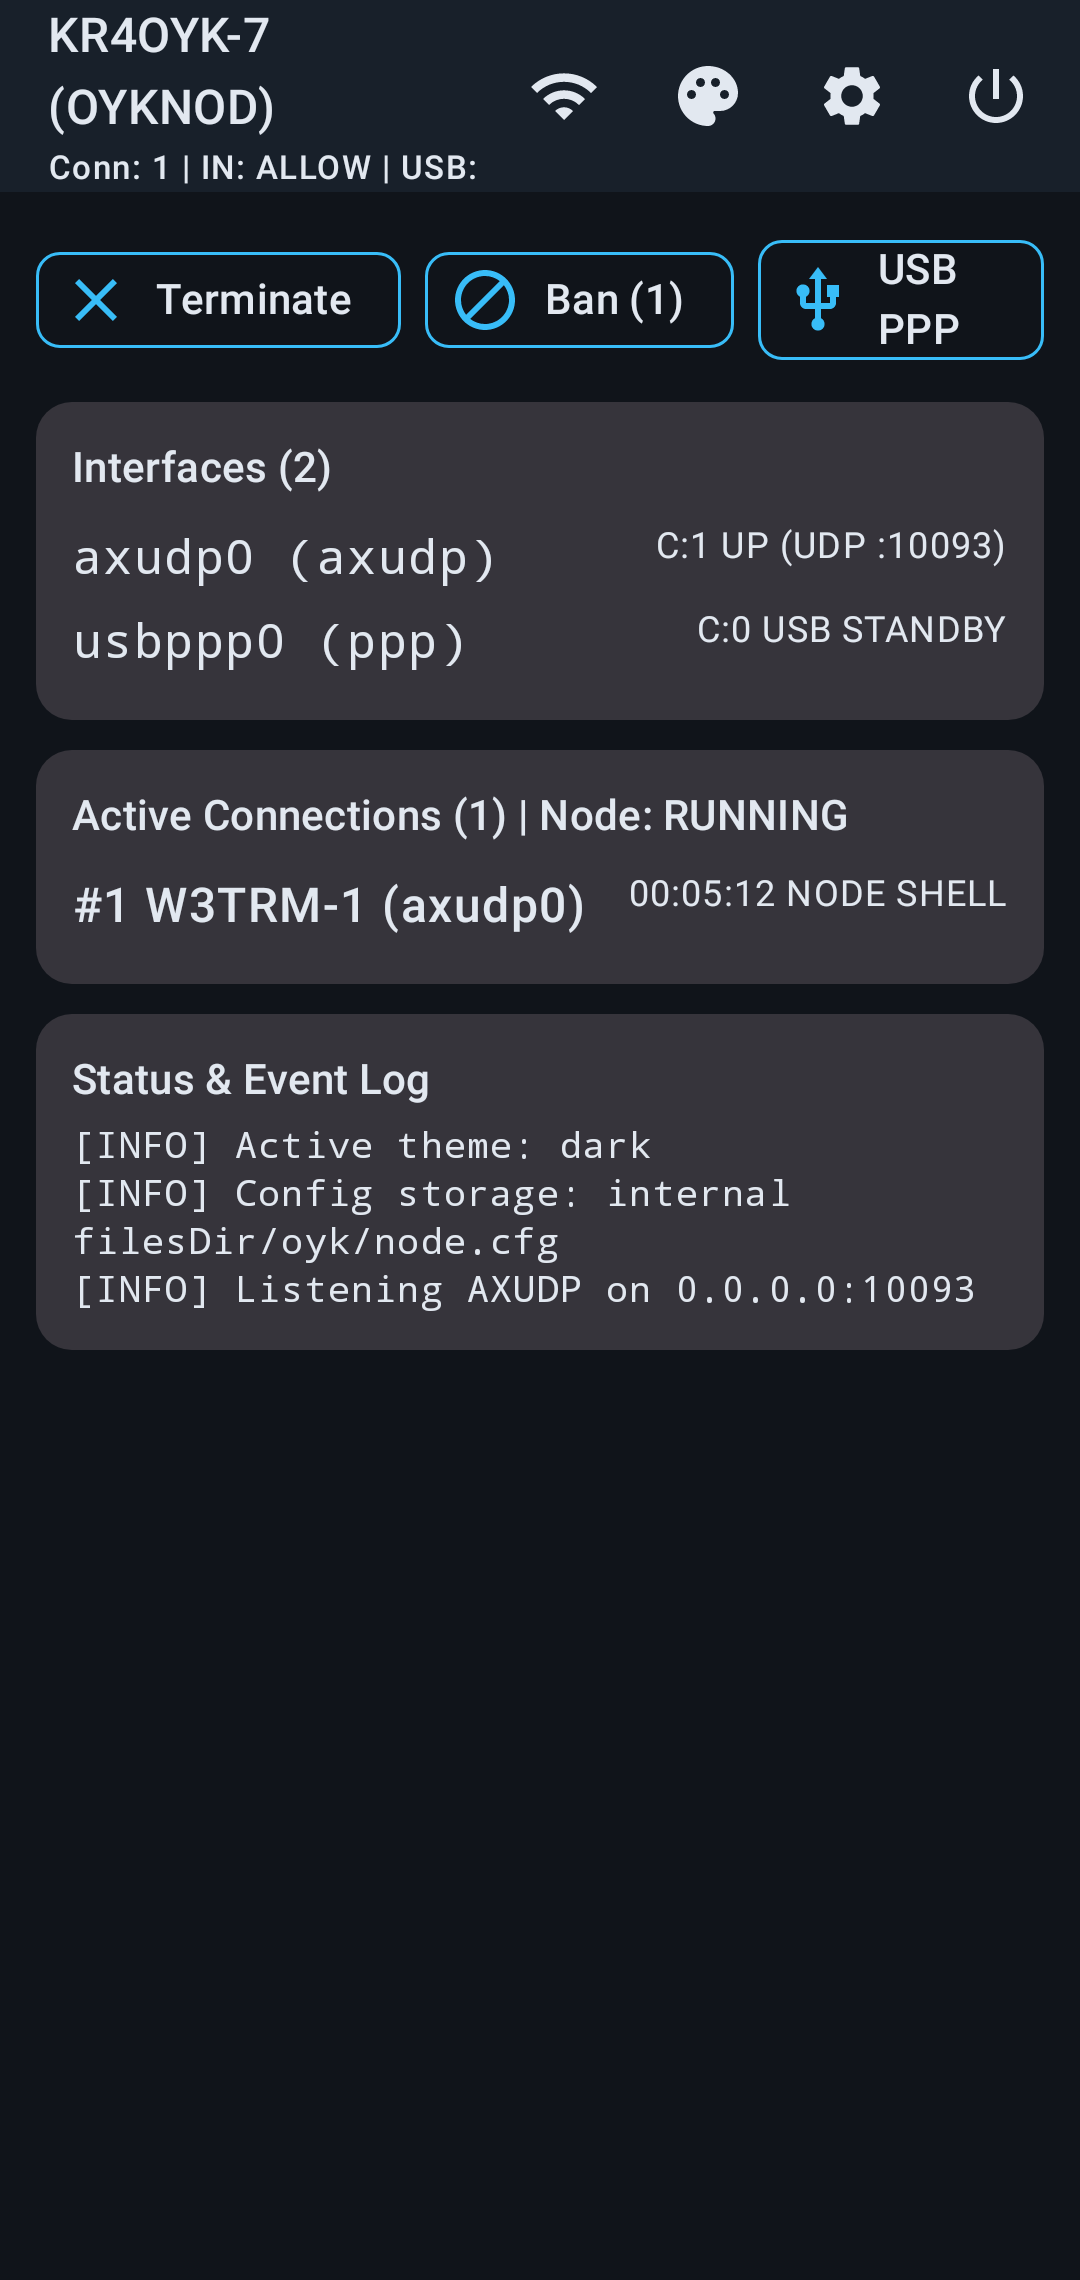 KR4OYK-7
(OYKNOD)
Conn: 1 | IN: ALLOW | USB:
Terminate
Ban (1)
USB
PPP
Interfaces (2)
axudp0 (axudp)
C:1 UP (UDP :10093)
usbppp0 (ppp)
C:0 USB STANDBY
Active Connections (1) | Node: RUNNING
#1 W3TRM-1 (axudp0)
00:05:12 NODE SHELL
Status & Event Log
[INFO] Active theme: dark
[INFO] Config storage: internal
filesDir/oyk/node.cfg
[INFO] Listening AXUDP on 0.0.0.0:10093